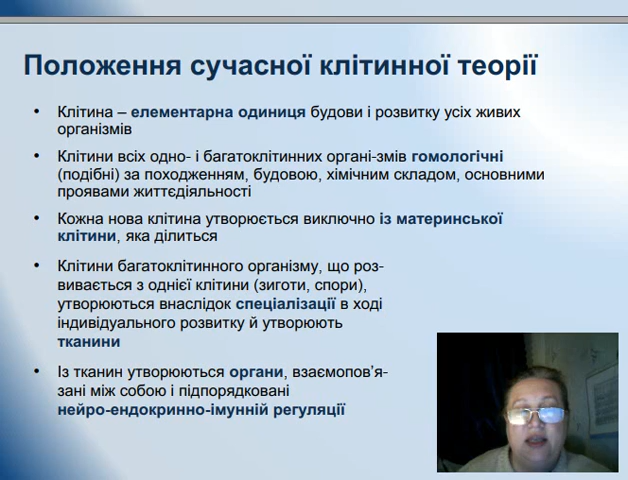 Положення сучасної клітинної теорії
• Клітина – елементарна одиниця будови і розвитку усіх живих
організмів
• Клітини всіх одно- і багатоклітинних органі-змів гомологічні
(подібні) за походженням, будовою, хімічним складом, основними
проявами життєдіяльності
• Кожна нова клітина утворюється виключно із материнської
клітини, яка ділиться
• Клітини багатоклітинного організму, що роз-
вивається з однієї клітини (зиготи, спори),
утворюються внаслідок спеціалізації в ході
індивідуального розвитку й утворюють
тканини
• Із тканин утворюються органи, взаємопов’я-
зані між собою і підпорядковані
нейро-ендокринно-імунній регуляції